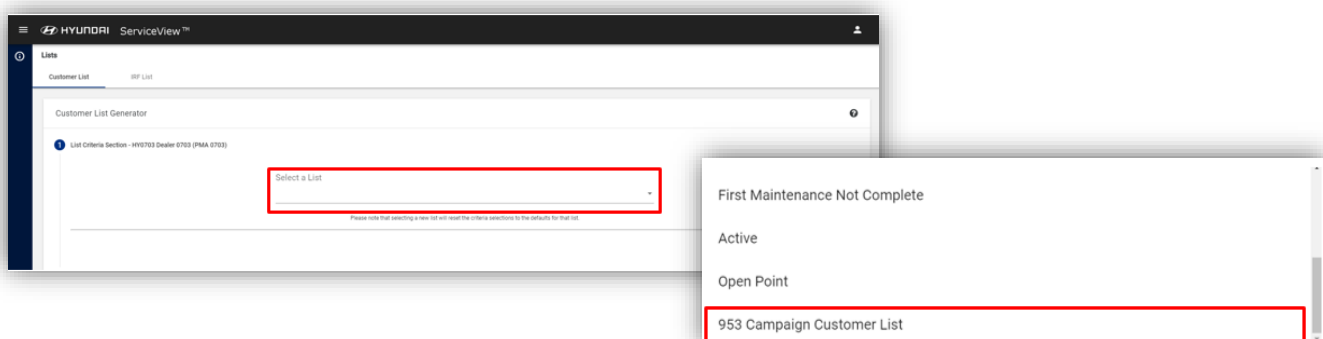 HYUNDAI ServiceView™
Lists
Customer List IRF List
Customer List Generator
1 List Criteria Section - HY0703 Dealer 0703 (PMA 0703)
Select a List
Please note that selecting a new list will reset the criteria selections to the defaults for that list.
First Maintenance Not Complete
Active
Open Point
953 Campaign Customer List